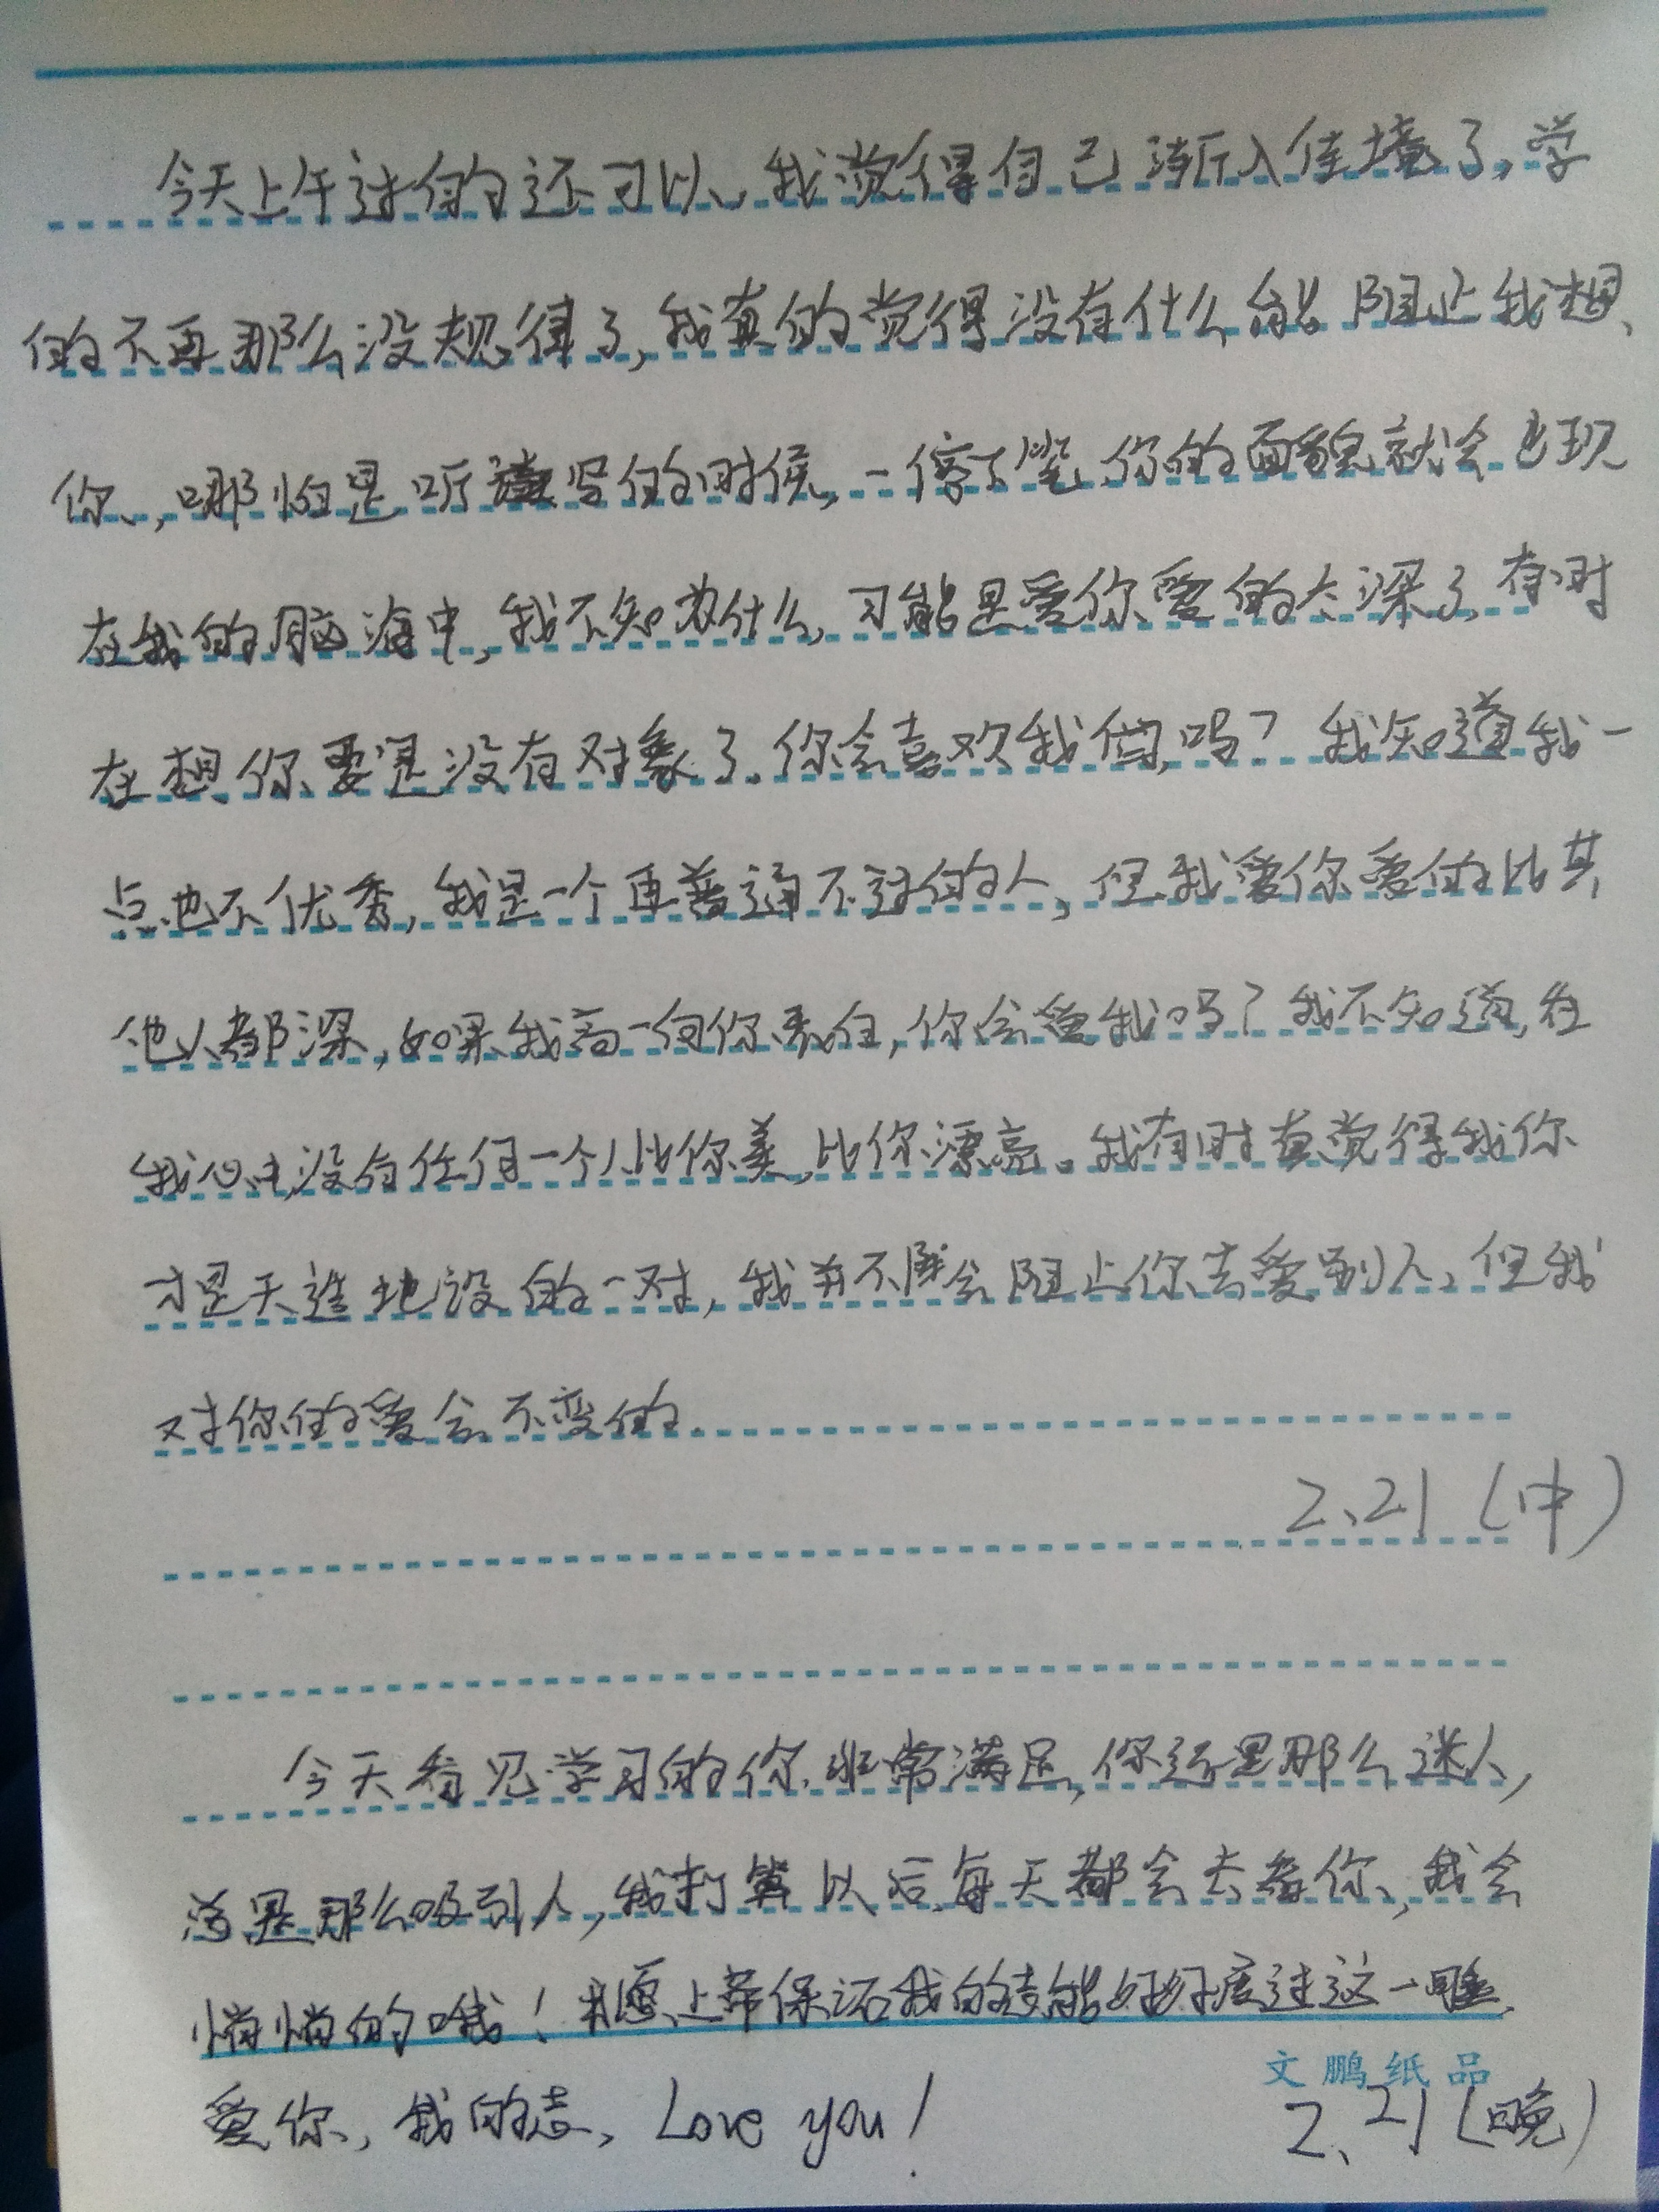 今天上午过的还可以、我觉得自己渐入佳境了,学
的不再那么没规律了,我真的觉得没有什么能阻止我想
你,哪怕是听写的时候,一停下笔,你的面貌就会出现
在我的脑海中,我不知为什么,可能是爱你爱的太深了,有时
在想你要是没有对象了.你会喜欢我吗?我知道我一
点也不优秀,我是一个再普通不过的人,但我爱你爱的比其
他人都深,如果我有一向你表白,你会爱我吗?我不知道,在
我心中没有任何一个人比你美,比你漂亮。我有时真觉得我你
才是天造地设的一对,我并不会阻止你去爱别人,但我
对你的爱会不变的.
2、21(中)
今天看见学习的你.非常满足,你还是那么迷人,
总是那么吸引人,我打算以后每天都会去看你,我会
悄悄的哦!我愿上帝保佑我的志能好好度过这一晚
文鹏纸品
爱你,我的志,Love you!
2、21(晚)